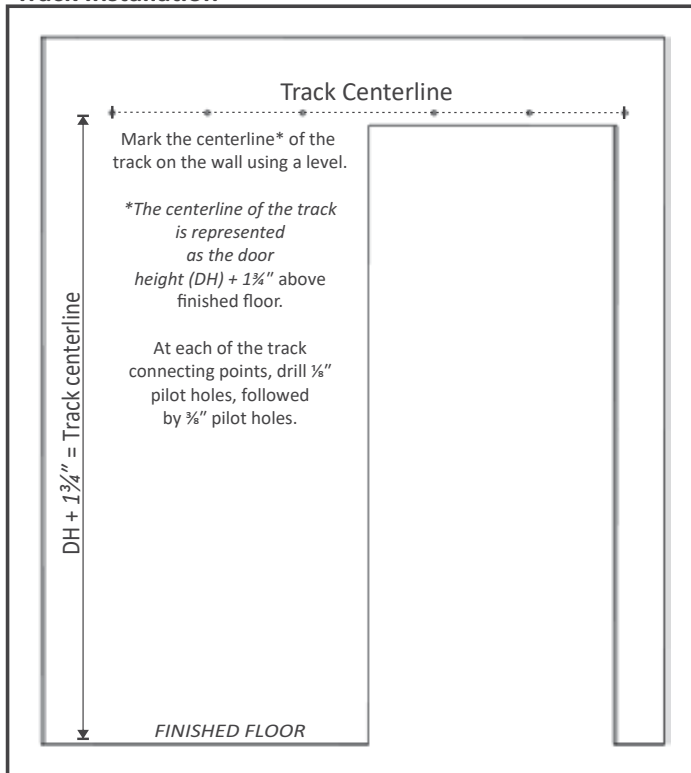 Track Installation
Track Centerline
Mark the centerline* of the
track on the wall using a level.
*The centerline of the track
is represented
as the door
height (DH) + 1¾" above
finished floor.
At each of the track
connecting points, drill ⅛"
pilot holes, followed
by ⅜" pilot holes.
DH + 1¾" = Track centerline
FINISHED FLOOR